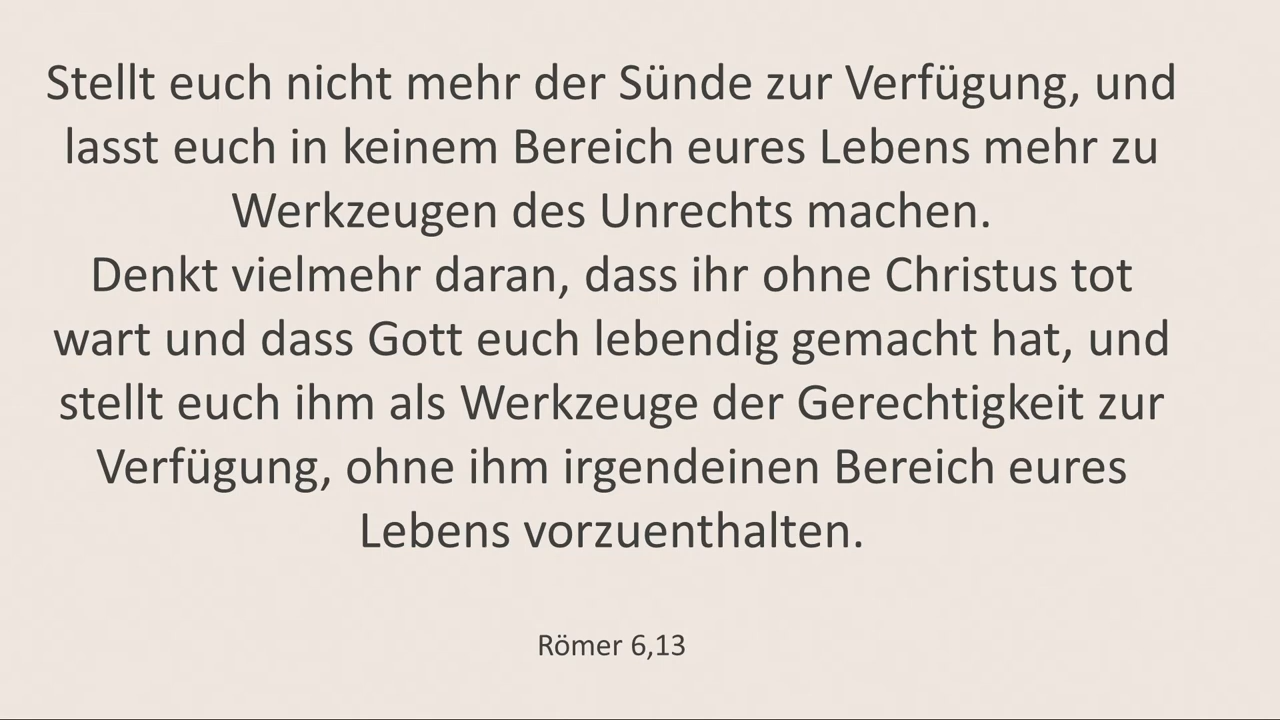 Stellt euch nicht mehr der Sünde zur Verfügung, und
lasst euch in keinem Bereich eures Lebens mehr zu
Werkzeugen des Unrechts machen.
Denkt vielmehr daran, dass ihr ohne Christus tot
wart und dass Gott euch lebendig gemacht hat, und
stellt euch ihm als Werkzeuge der Gerechtigkeit zur
Verfügung, ohne ihm irgendeinen Bereich eures
Lebens vorzuenthalten.
Römer 6,13